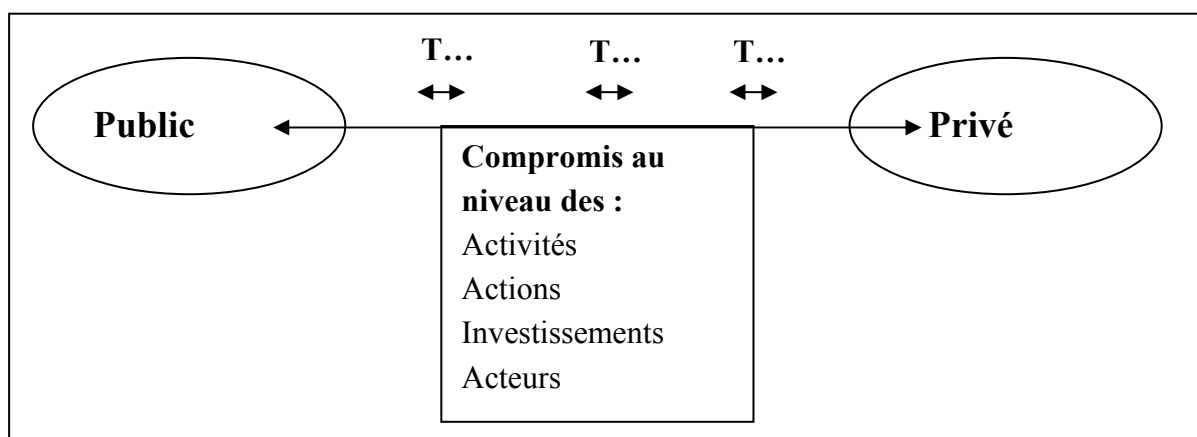 T… T… T…
Public Privé
Compromis au
niveau des :
Activités
Actions
Investissements
Acteurs